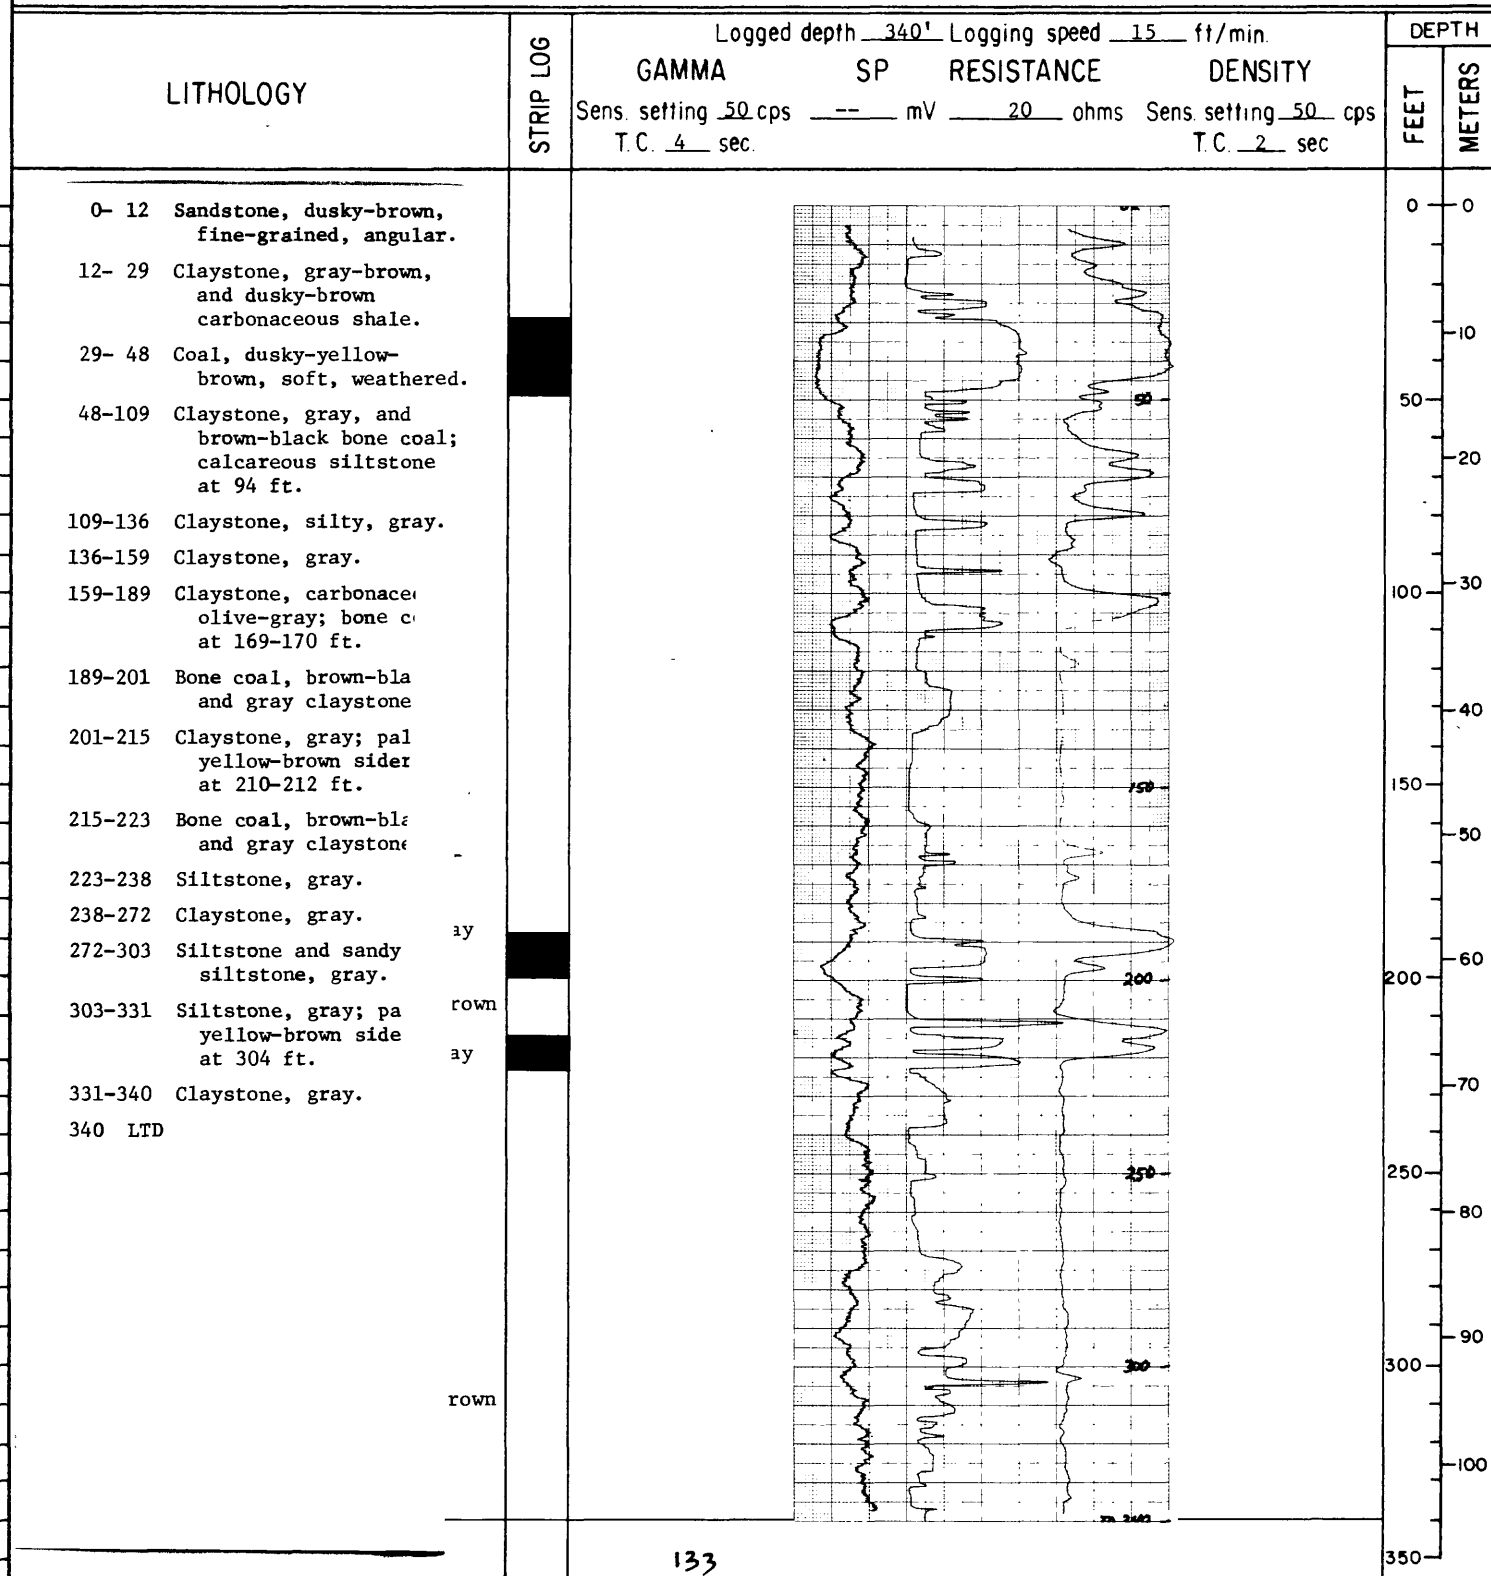 Logged depth 340' Logging speed 15 ft/min.
LITHOLOGY
STRIP LOG
GAMMA SP RESISTANCE DENSITY
Sens. setting 50 cps -- mV 20 ohms Sens. setting 50 cps
T.C. 4 sec. T.C. 2 sec
DEPTH
FEET
METERS
0- 12 Sandstone, dusky-brown,
fine-grained, angular.
12- 29 Claystone, gray-brown,
and dusky-brown
carbonaceous shale.
29- 48 Coal, dusky-yellow-
brown, soft, weathered.
48-109 Claystone, gray, and
brown-black bone coal;
calcareous siltstone
at 94 ft.
109-136 Claystone, silty, gray.
136-159 Claystone, gray.
159-189 Claystone, carbonace
olive-gray; bone c
at 169-170 ft.
189-201 Bone coal, brown-bla
and gray claystone
201-215 Claystone, gray; pal
yellow-brown sider
at 210-212 ft.
215-223 Bone coal, brown-bla
and gray claystone
223-238 Siltstone, gray.
238-272 Claystone, gray.
ay
272-303 Siltstone and sandy
siltstone, gray.
303-331 Siltstone, gray; pa
rown
yellow-brown side
at 304 ft.
ay
331-340 Claystone, gray.
340 LTD
rown
50
150
200
250
300
0
50
100
150
200
250
300
350
0
10
20
30
40
50
60
70
80
90
100
133